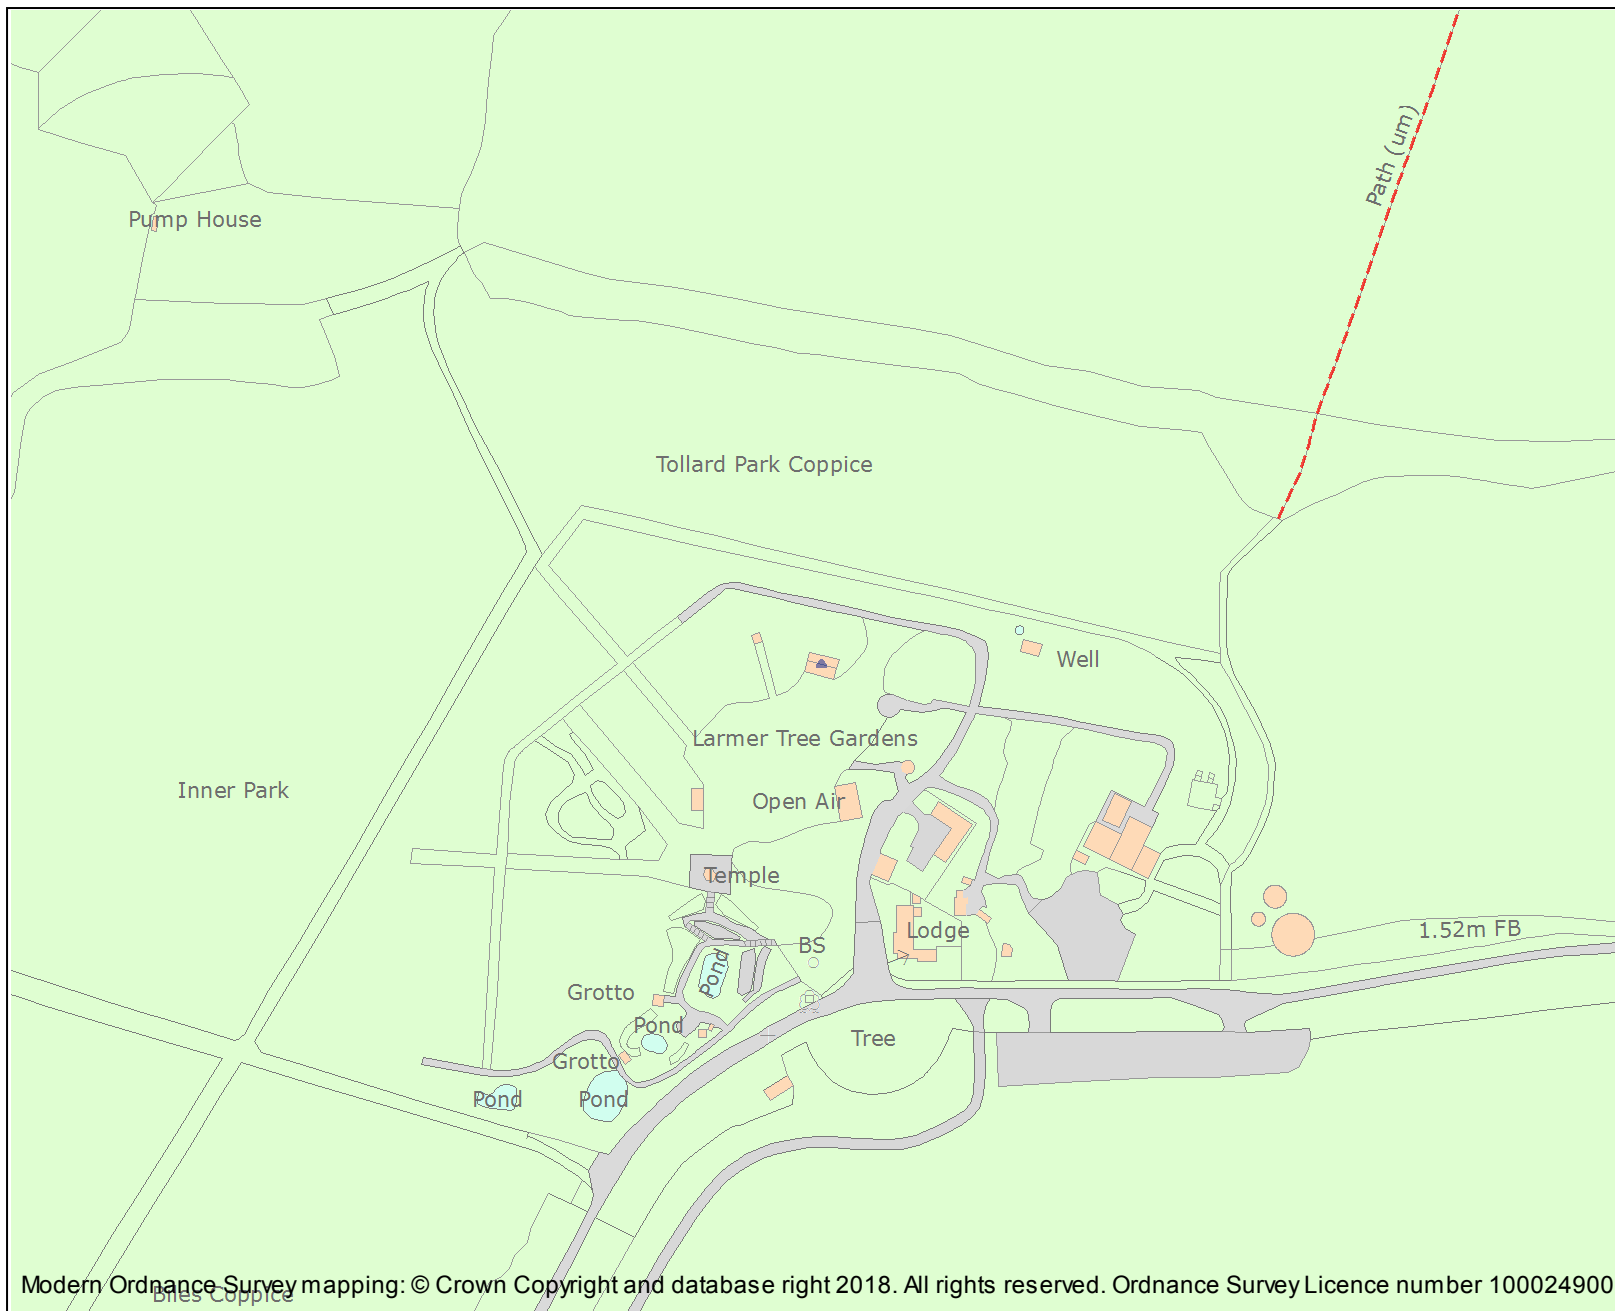 Path (um)
Pump House
Tollard Park Coppice
Well
Larmer Tree Gardens
Inner Park
Open Air
Temple
Lodge
1.52m FB
BS
Pond
Grotto
Pond
Tree
Grotto
Pond
Pond
Biles Coppice
Modern Ordnance Survey mapping: © Crown Copyright and database right 2018. All rights reserved. Ordnance Survey Licence number 100024900